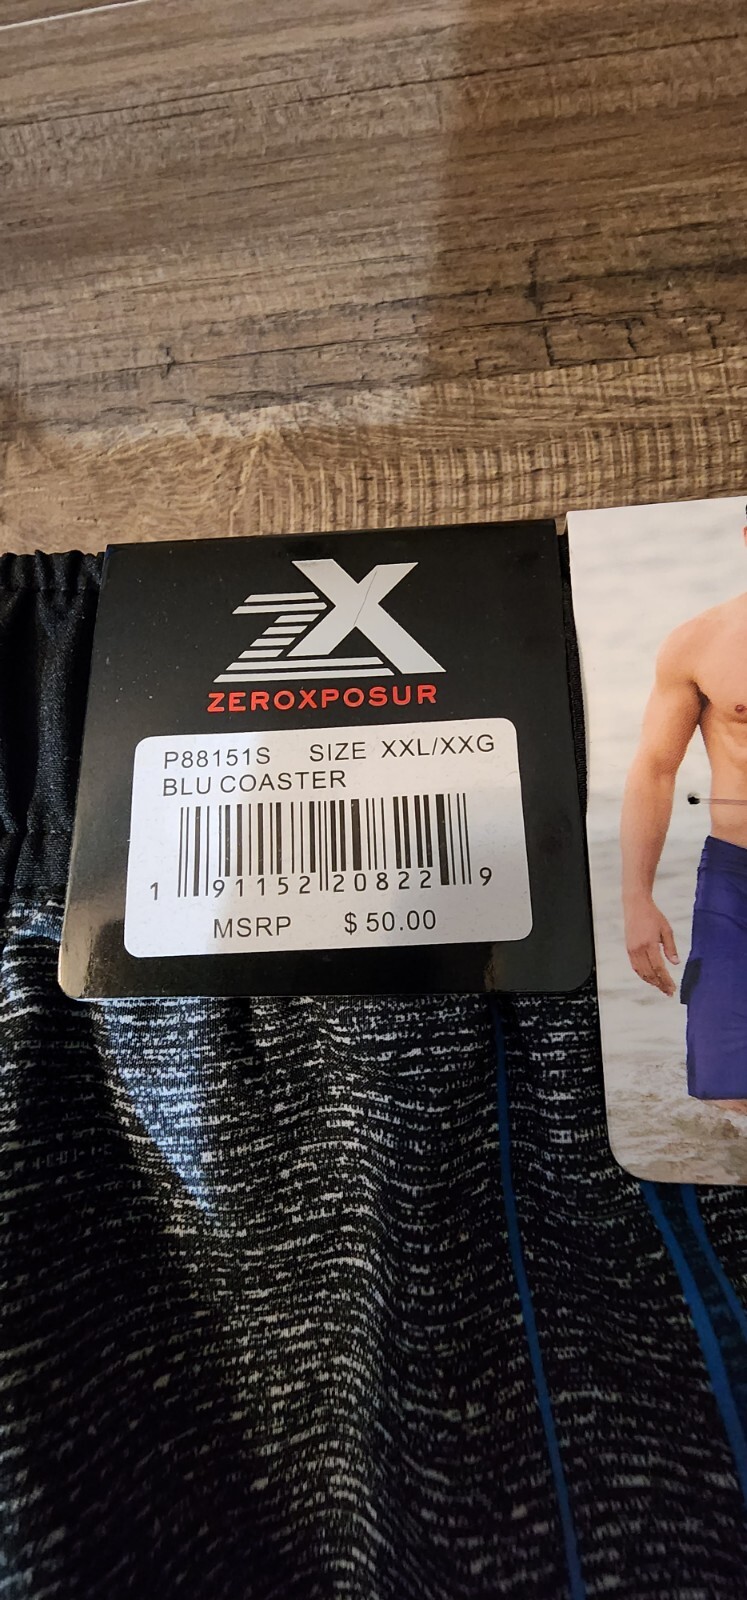 ZX
ZEROXPOSUR
P88151S SIZE XXL/XXG
BLU COASTER
1 91152 20822 9
MSRP $50.00